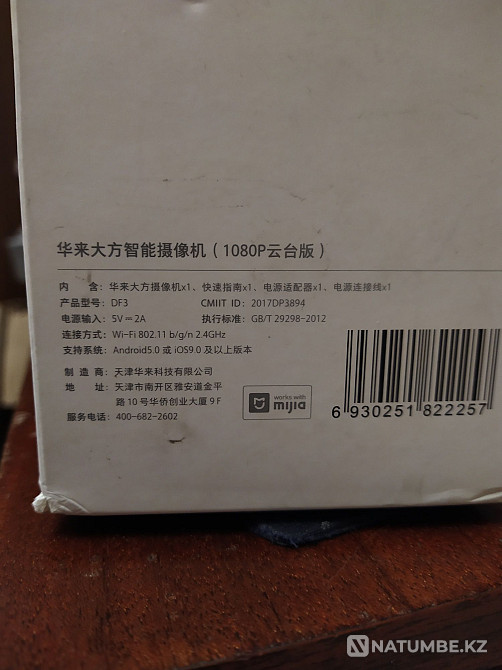 华来大方智能摄像机（1080P云台版）
内 含: 华来大方摄像机x1、快速指南x1、电源适配器x1、电源连接线x1
产品型号: DF3 CMIIT ID: 2017DP3894
电源输入: 5V⎓2A 执行标准: GB/T 29298-2012
连接方式: Wi-Fi 802.11 b/g/n 2.4GHz
支持系统: Android5.0 或 iOS9.0 及以上版本
制 造 商: 天津华来科技有限公司
地 址: 天津市南开区雅安道金平
路 10 号华侨创业大厦 9 F
服务电话: 400-682-2602
works with
mijia
6 930251 822257
NATUMBE.KZ